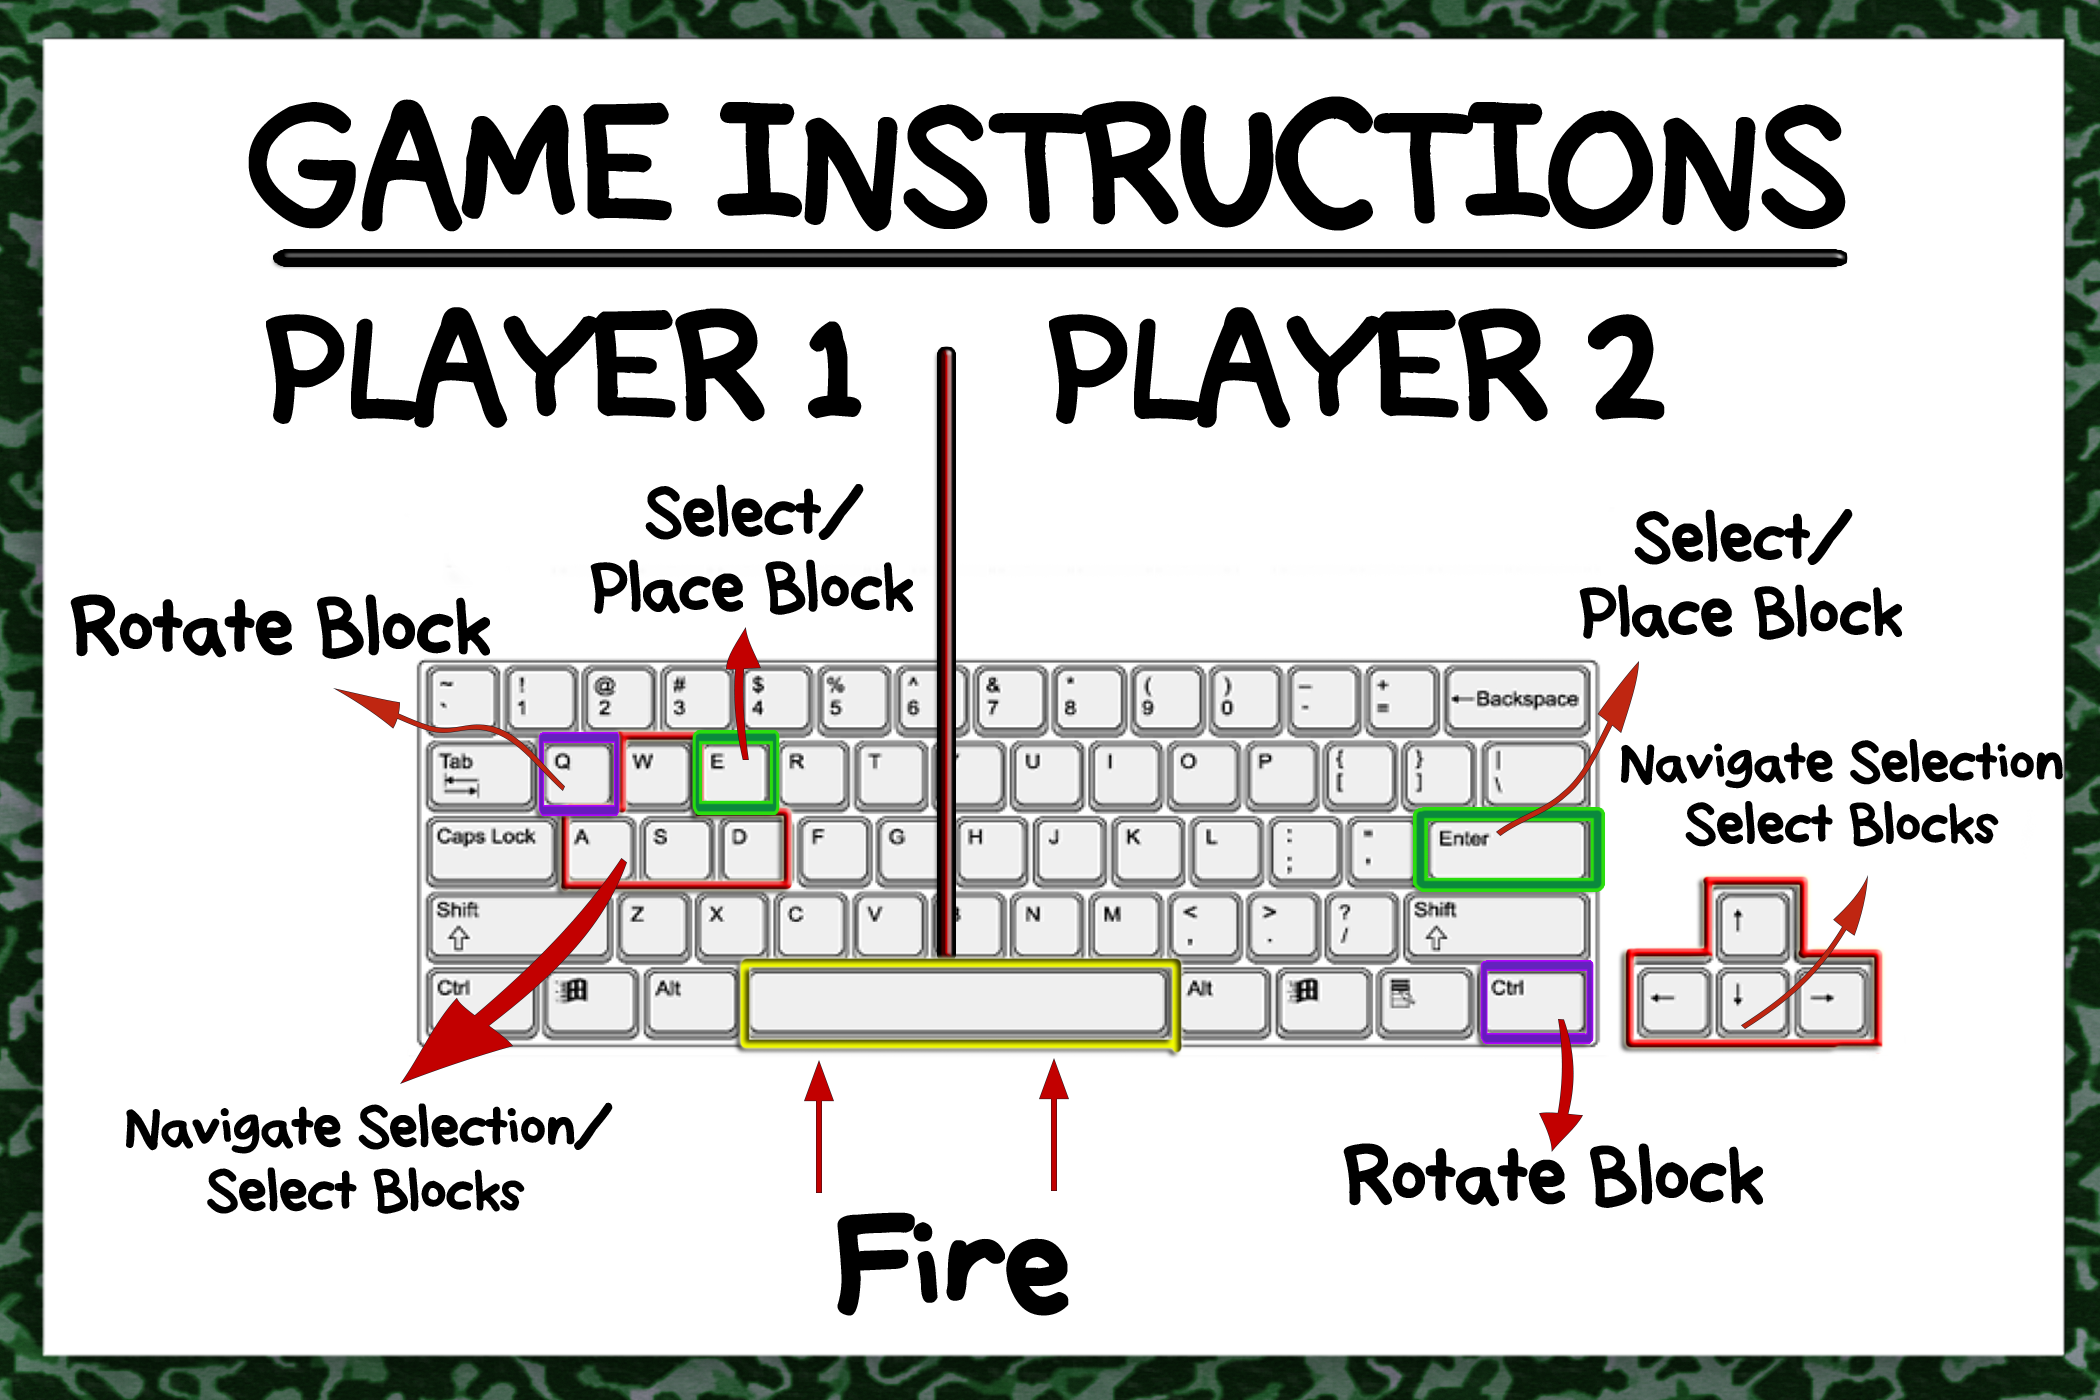 GAME INSTRUCTIONS
PLAYER 1
PLAYER 2
Select/
Place Block
Rotate Block
Select/
Place Block
Navigate Selection
Select Blocks
~ ` ! 1 @ 2 # 3 $ 4 % 5 ^ 6 & 7 * 8 ( 9 ) 0 – - + = ←Backspace
Tab Q W E R T U I O P { [ } ] | \
Caps Lock A S D F G H J K L : ; " ' Enter
Shift Z X C V B N M < , > . ? / Shift
Ctrl Alt Alt Ctrl
↑
← ↓ →
Navigate Selection/
Select Blocks
Rotate Block
Fire